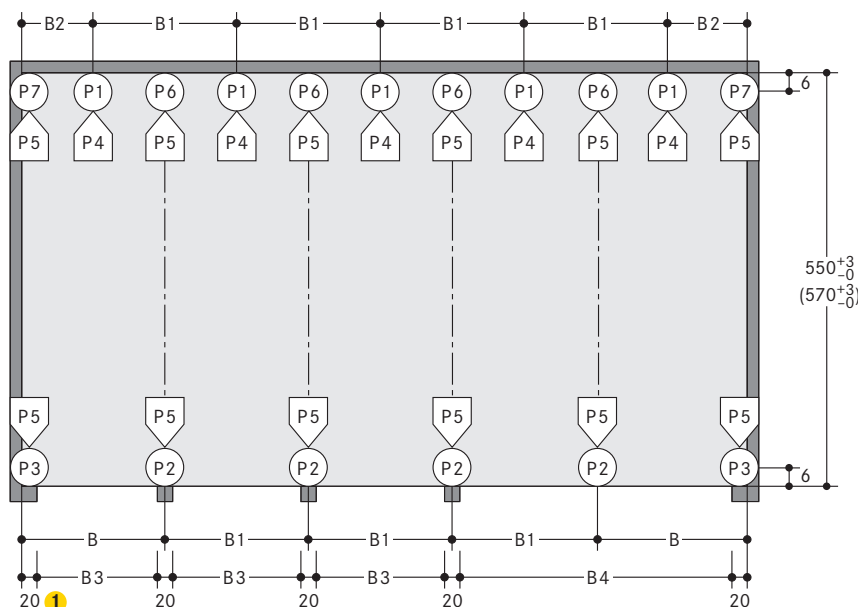 B2 B1 B1 B1 B1 B2
P7 P1 P6 P1 P6 P1 P6 P1 P6 P1 P7
6
P5 P4 P5 P4 P5 P4 P5 P4 P5 P4 P5
550+3 -0
(570+3 -0)
P5 P5 P5 P5 P5 P5
P3 P2 P2 P2 P2 P3
6
B B1 B1 B1 B
B3 B3 B3 B4
20 1 20 20 20 20